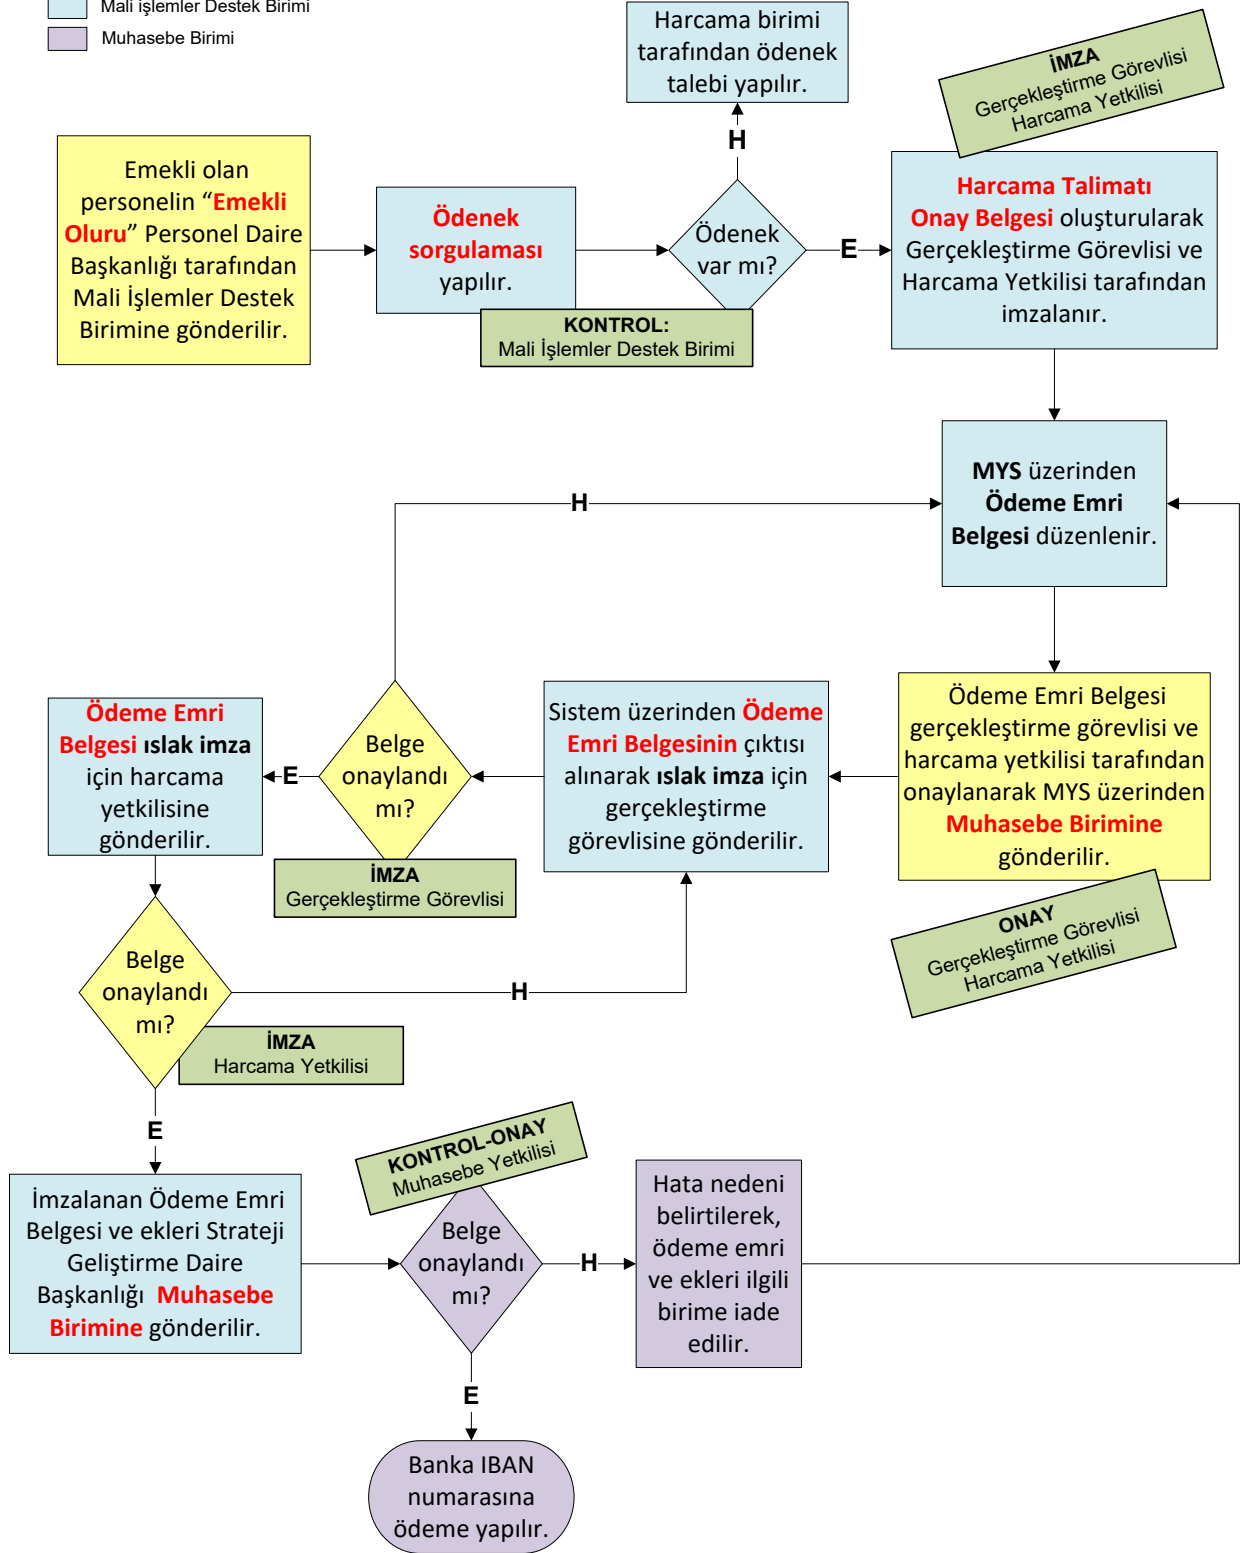 Mali işlemler Destek Birimi
Muhasebe Birimi
Harcama birimi
tarafından ödenek
talebi yapılır.
İMZA
Gerçekleştirme Görevlisi
Harcama Yetkilisi
H
Emekli olan
personelin “Emekli
Oluru” Personel Daire
Başkanlığı tarafından
Mali İşlemler Destek
Birimine gönderilir.
Ödenek
sorgulaması
yapılır.
Ödenek
var mı?
E
Harcama Talimatı
Onay Belgesi oluşturularak
Gerçekleştirme Görevlisi ve
Harcama Yetkilisi tarafından
imzalanır.
KONTROL:
Mali İşlemler Destek Birimi
MYS üzerinden
Ödeme Emri
Belgesi düzenlenir.
H
Ödeme Emri
Belgesi ıslak imza
için harcama
yetkilisine
gönderilir.
E
Belge
onaylandı
mı?
Sistem üzerinden Ödeme
Emri Belgesinin çıktısı
alınarak ıslak imza için
gerçekleştirme
görevlisine gönderilir.
Ödeme Emri Belgesi
gerçekleştirme görevlisi ve
harcama yetkilisi tarafından
onaylanarak MYS üzerinden
Muhasebe Birimine
gönderilir.
İMZA
Gerçekleştirme Görevlisi
ONAY
Gerçekleştirme Görevlisi
Harcama Yetkilisi
Belge
onaylandı
mı?
H
İMZA
Harcama Yetkilisi
E
KONTROL-ONAY
Muhasebe Yetkilisi
İmzalanan Ödeme Emri
Belgesi ve ekleri Strateji
Geliştirme Daire
Başkanlığı Muhasebe
Birimine gönderilir.
Belge
onaylandı
mı?
H
Hata nedeni
belirtilerek,
ödeme emri
ve ekleri ilgili
birime iade
edilir.
E
Banka IBAN
numarasına
ödeme yapılır.